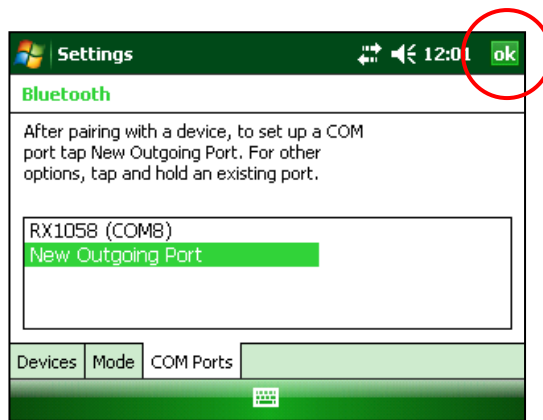 Settings 12:01 ok
Bluetooth
After pairing with a device, to set up a COM
port tap New Outgoing Port. For other
options, tap and hold an existing port.
RX1058 (COM8)
New Outgoing Port
Devices Mode COM Ports